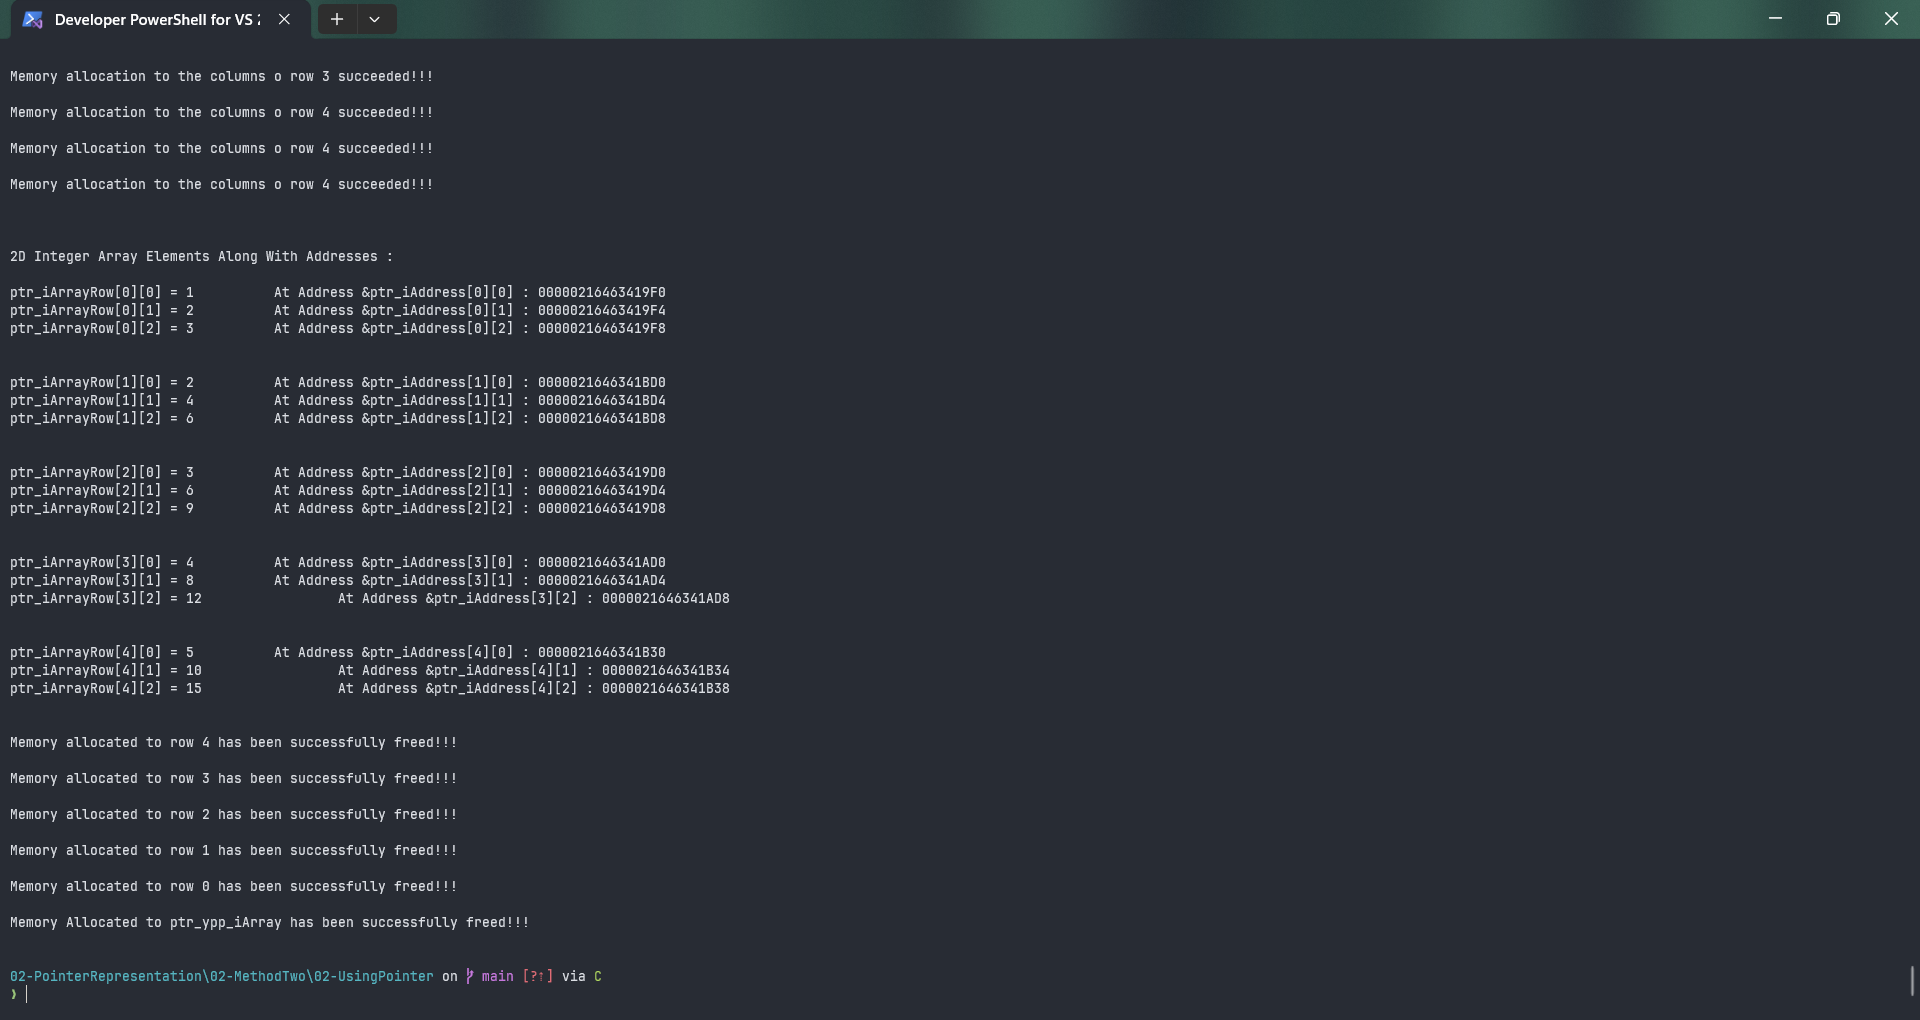 Developer PowerShell for VS
Memory allocation to the columns o row 3 succeeded!!!
Memory allocation to the columns o row 4 succeeded!!!
Memory allocation to the columns o row 4 succeeded!!!
Memory allocation to the columns o row 4 succeeded!!!
2D Integer Array Elements Along With Addresses :
ptr_iArrayRow[0][0] = 1 At Address &ptr_iAddress[0][0] : 00000216463419F0
ptr_iArrayRow[0][1] = 2 At Address &ptr_iAddress[0][1] : 00000216463419F4
ptr_iArrayRow[0][2] = 3 At Address &ptr_iAddress[0][2] : 00000216463419F8
ptr_iArrayRow[1][0] = 2 At Address &ptr_iAddress[1][0] : 0000021646341BD0
ptr_iArrayRow[1][1] = 4 At Address &ptr_iAddress[1][1] : 0000021646341BD4
ptr_iArrayRow[1][2] = 6 At Address &ptr_iAddress[1][2] : 0000021646341BD8
ptr_iArrayRow[2][0] = 3 At Address &ptr_iAddress[2][0] : 00000216463419D0
ptr_iArrayRow[2][1] = 6 At Address &ptr_iAddress[2][1] : 00000216463419D4
ptr_iArrayRow[2][2] = 9 At Address &ptr_iAddress[2][2] : 00000216463419D8
ptr_iArrayRow[3][0] = 4 At Address &ptr_iAddress[3][0] : 0000021646341AD0
ptr_iArrayRow[3][1] = 8 At Address &ptr_iAddress[3][1] : 0000021646341AD4
ptr_iArrayRow[3][2] = 12 At Address &ptr_iAddress[3][2] : 0000021646341AD8
ptr_iArrayRow[4][0] = 5 At Address &ptr_iAddress[4][0] : 0000021646341B30
ptr_iArrayRow[4][1] = 10 At Address &ptr_iAddress[4][1] : 0000021646341B34
ptr_iArrayRow[4][2] = 15 At Address &ptr_iAddress[4][2] : 0000021646341B38
Memory allocated to row 4 has been successfully freed!!!
Memory allocated to row 3 has been successfully freed!!!
Memory allocated to row 2 has been successfully freed!!!
Memory allocated to row 1 has been successfully freed!!!
Memory allocated to row 0 has been successfully freed!!!
Memory Allocated to ptr_ypp_iArray has been successfully freed!!!
02-PointerRepresentation\02-MethodTwo\02-UsingPointer on main [?↑] via C
❯